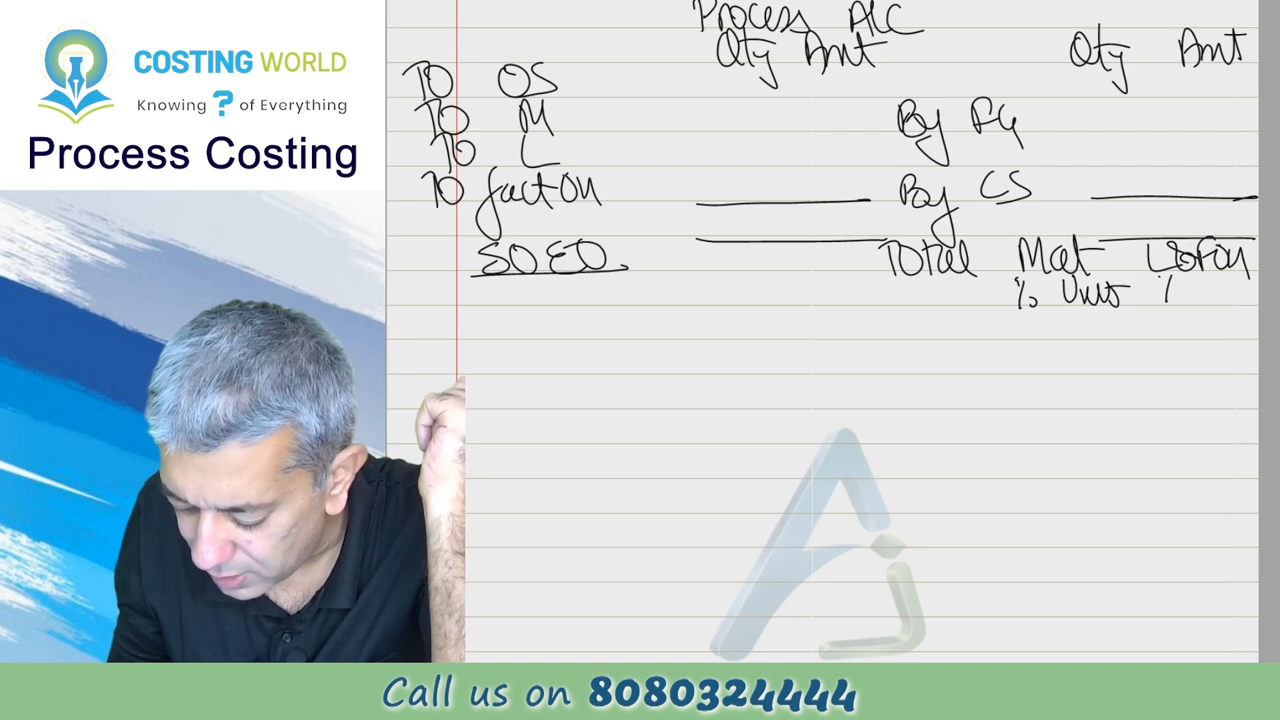 COSTING WORLD
Knowing ? of Everything
Process Costing
Process A/C
Qty Amt Qty Amt
To OS
To M By FG
To L
To factOH By CS
SOEO Total Mat L&FOH
% Units %
Call us on 8080324444